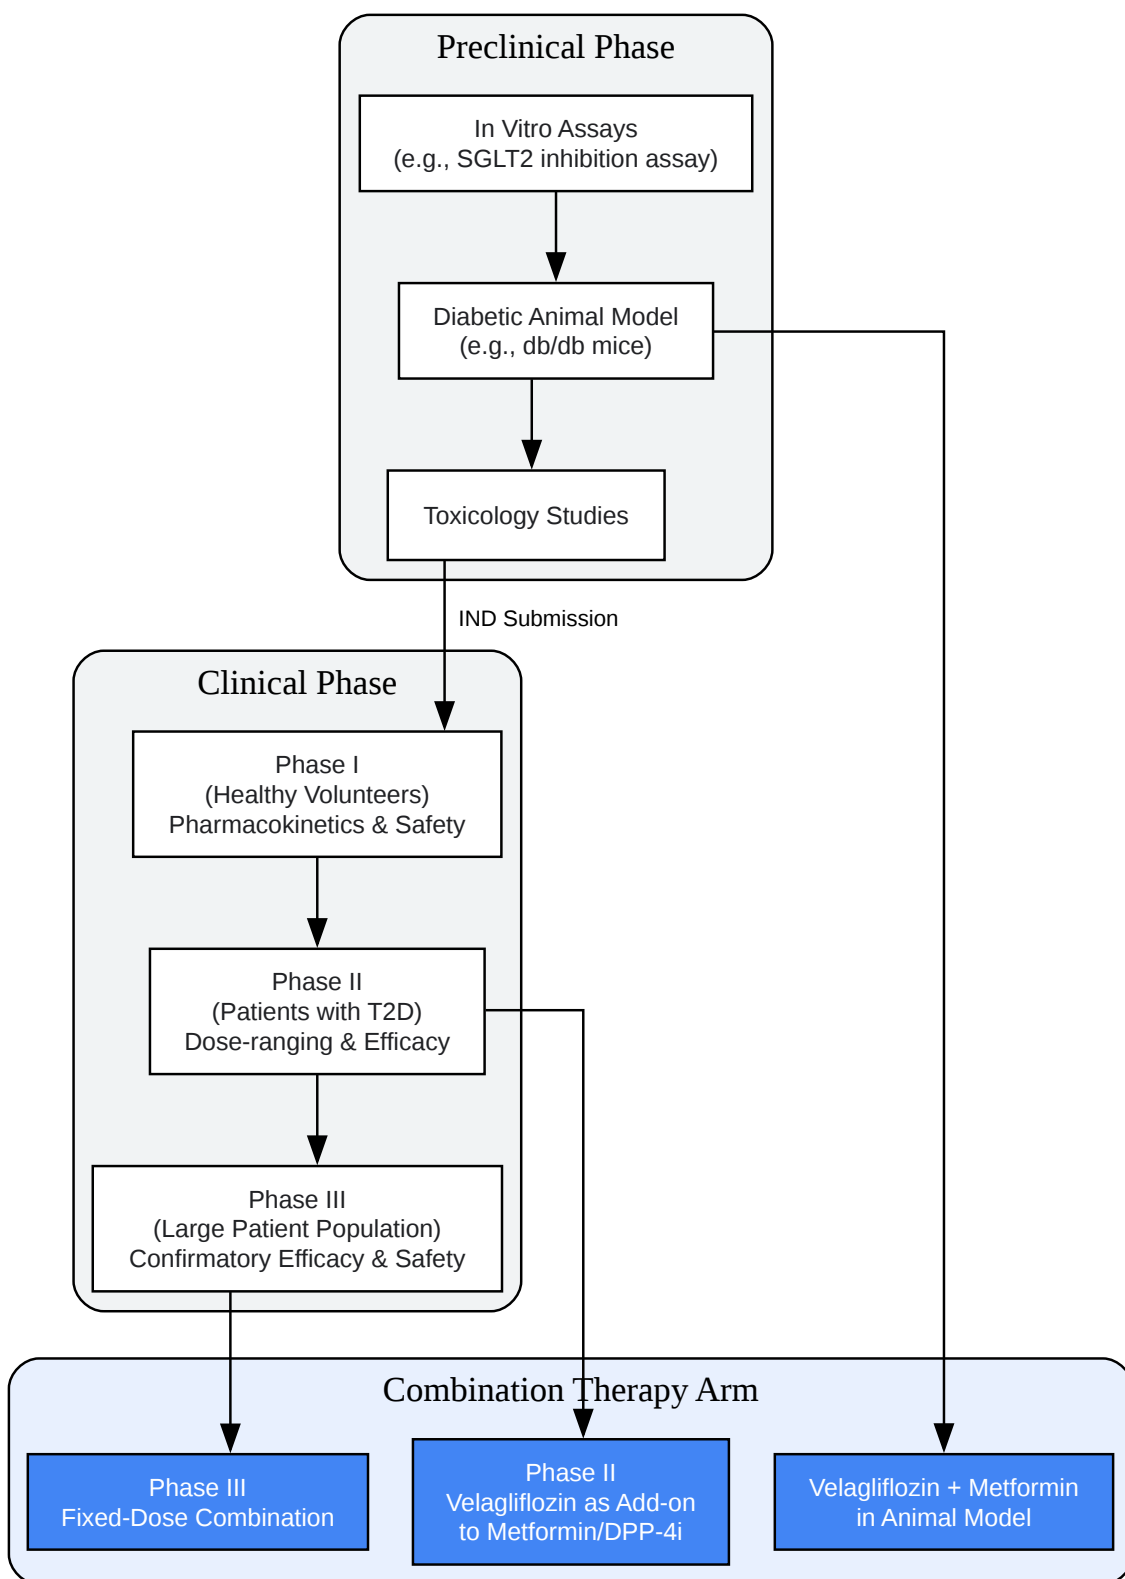 Preclinical Phase
In Vitro Assays
(e.g., SGLT2 inhibition assay)
Diabetic Animal Model
(e.g., db/db mice)
Toxicology Studies
IND Submission
Clinical Phase
Phase I
(Healthy Volunteers)
Pharmacokinetics & Safety
Phase II
(Patients with T2D)
Dose-ranging & Efficacy
Phase III
(Large Patient Population)
Confirmatory Efficacy & Safety
Combination Therapy Arm
Phase III
Fixed-Dose Combination
Phase II
Velagliflozin as Add-on
to Metformin/DPP-4i
Velagliflozin + Metformin
in Animal Model